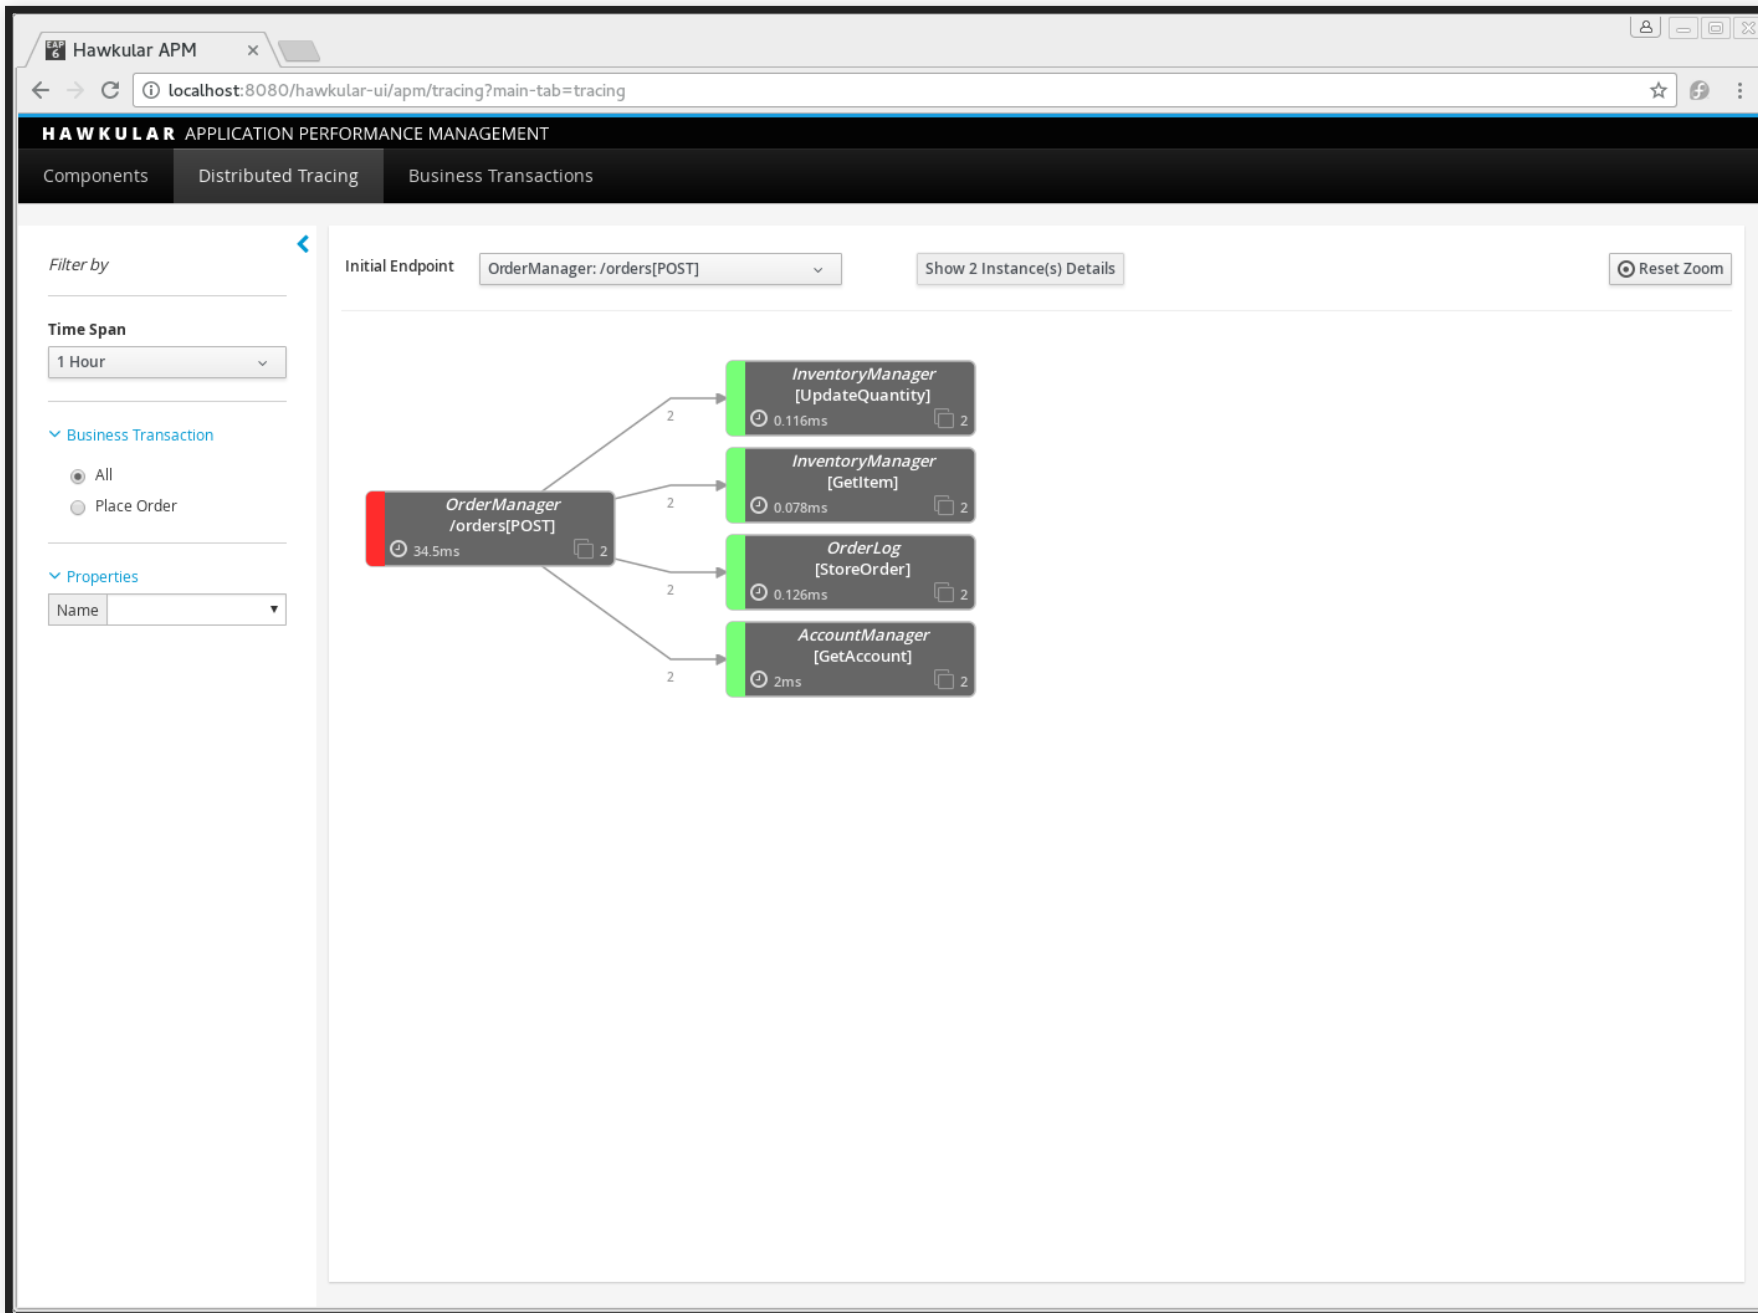 EAP 6 Hawkular APM
localhost:8080/hawkular-ui/apm/tracing?main-tab=tracing
HAWKULAR APPLICATION PERFORMANCE MANAGEMENT
Components Distributed Tracing Business Transactions
Filter by
Time Span
1 Hour
Business Transaction
All
Place Order
Properties
Name
Initial Endpoint OrderManager: /orders[POST] Show 2 Instance(s) Details Reset Zoom
OrderManager
/orders[POST]
34.5ms 2
2
InventoryManager
[UpdateQuantity]
0.116ms 2
2
InventoryManager
[GetItem]
0.078ms 2
2
OrderLog
[StoreOrder]
0.126ms 2
2
AccountManager
[GetAccount]
2ms 2